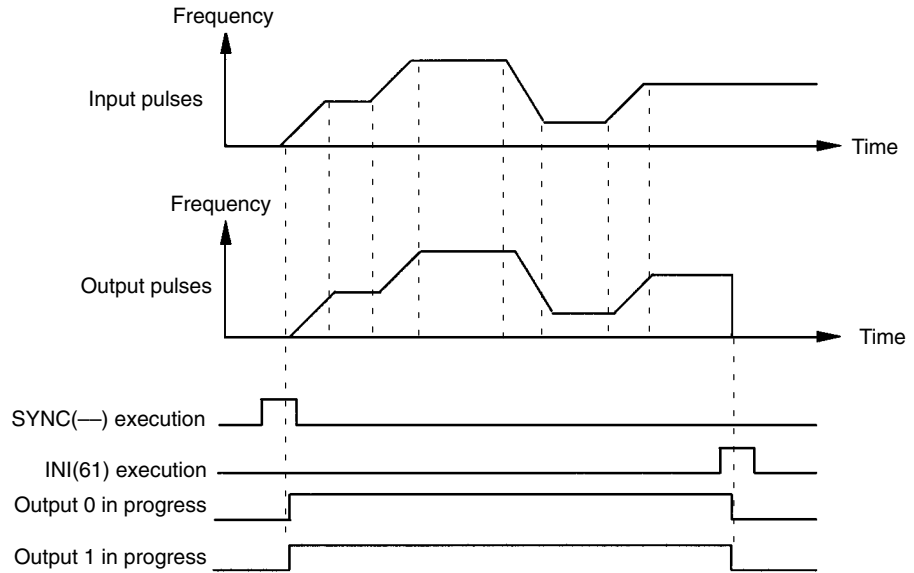 Frequency
Input pulses
Time
Frequency
Output pulses
Time
SYNC(––) execution
INI(61) execution
Output 0 in progress
Output 1 in progress